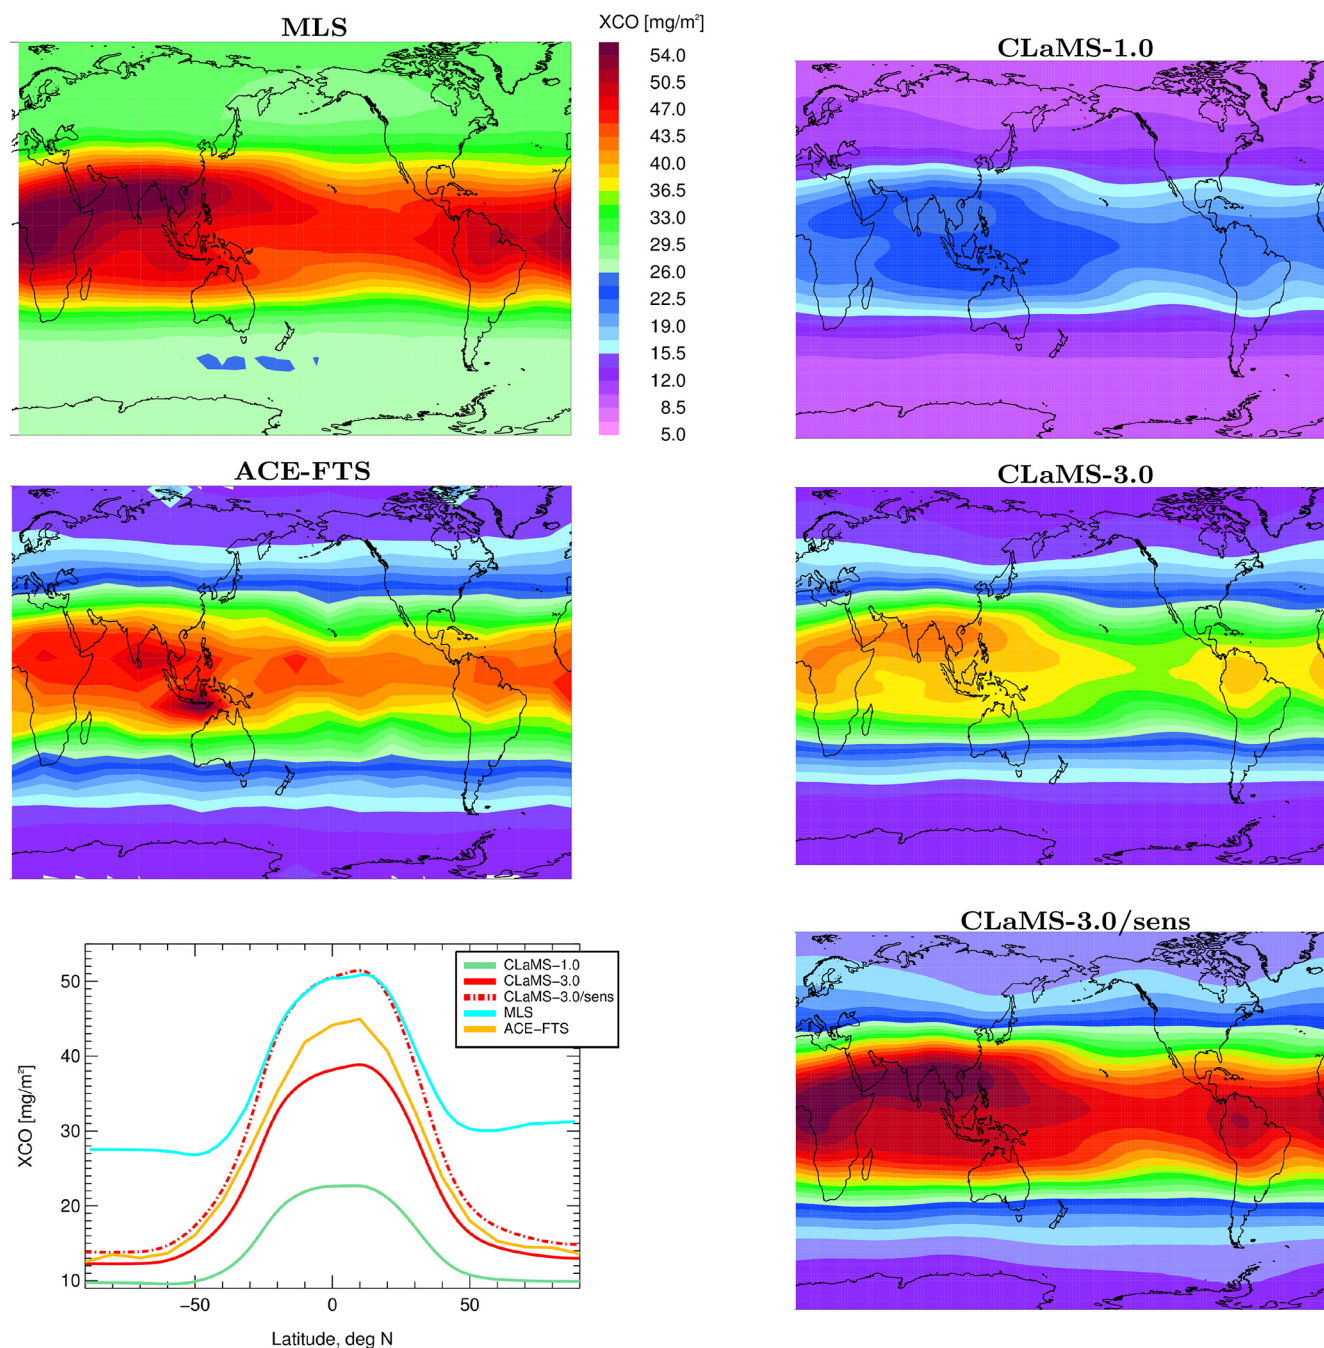 MLS
XCO [mg/m²]
54.0
50.5
47.0
43.5
40.0
36.5
33.0
29.5
26.0
22.5
19.0
15.5
12.0
8.5
5.0
CLaMS-1.0
ACE-FTS
CLaMS-3.0
CLaMS-3.0/sens
CLaMS−1.0
CLaMS−3.0
CLaMS−3.0/sens
MLS
ACE−FTS
XCO [mg/m²]
50
40
30
20
10
−50 0 50
Latitude, deg N